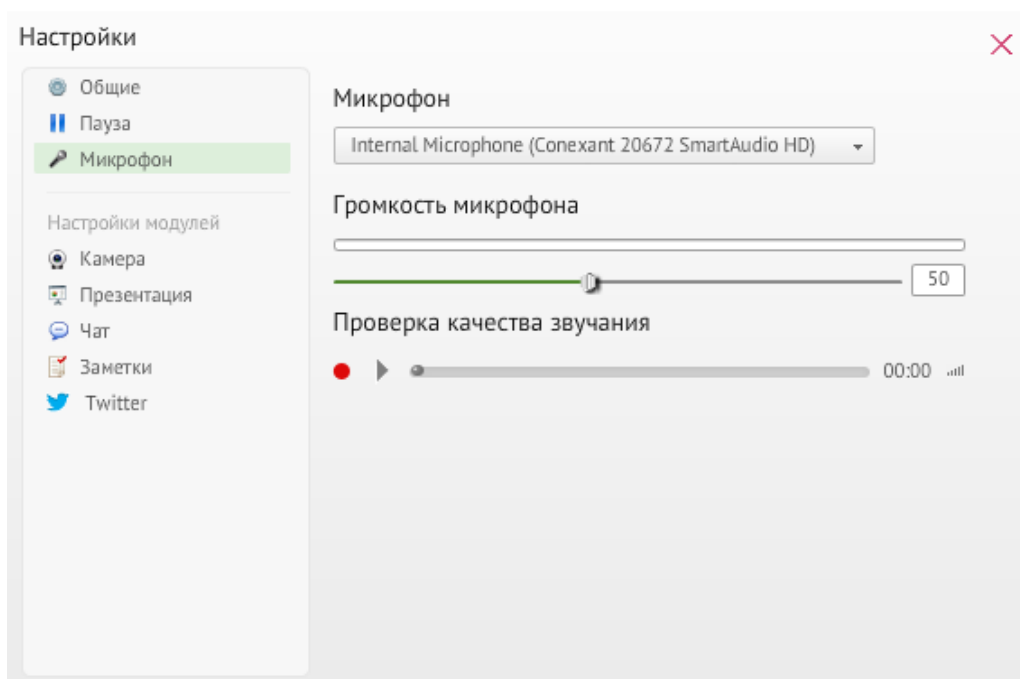 Настройки
Общие
Пауза
Микрофон
Настройки модулей
Камера
Презентация
Чат
Заметки
Twitter
Микрофон
Internal Microphone (Conexant 20672 SmartAudio HD)
Громкость микрофона
50
Проверка качества звучания
00:00